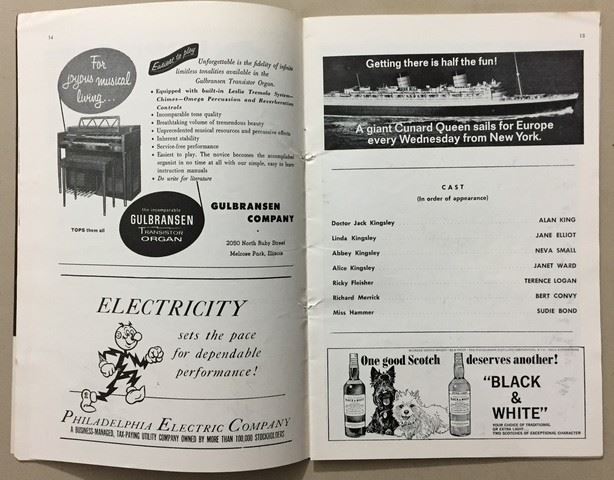 14
For
joyous musical
living...
Easiest to play
Unforgettable is the fidelity of infinite
limitless tonalities available in the
Gulbransen Transistor Organ.
• Equipped with built-in Leslie Tremolo System—
Chimes—Omega Percussion and Reverberation
Controls
• Incomparable tone quality
• Breathtaking volume of tremendous beauty
• Unprecedented musical resources and percussive effects
• Inherent stability
• Service-free performance
• Easiest to play. The novice becomes the accomplished
organist in no time at all with our simple, easy to learn
instruction manuals
• Do write for literature
TOPS them all
the incomparable
GULBRANSEN
TRANSISTOR
ORGAN
GULBRANSEN
COMPANY
•
2050 North Ruby Street
Melrose Park, Illinois
ELECTRICITY
sets the pace
for dependable
performance!
PHILADELPHIA ELECTRIC COMPANY
A BUSINESS-MANAGED, TAX-PAYING UTILITY COMPANY OWNED BY MORE THAN 100,000 STOCKHOLDERS
15
Getting there is half the fun!
A giant Cunard Queen sails for Europe
every Wednesday from New York.
CAST
(In order of appearance)
Doctor Jack Kingsley ALAN KING
Linda Kingsley JANE ELLIOT
Abbey Kingsley NEVA SMALL
Alice Kingsley JANET WARD
Ricky Fleisher TERENCE LOGAN
Richard Merrick BERT CONVY
Miss Hammer SUDIE BOND
One good Scotch deserves another!
"BLACK
&
WHITE"
YOUR CHOICE OF TRADITIONAL
OR EXTRA LIGHT...
TWO SCOTCHES OF EXCEPTIONAL CHARACTER